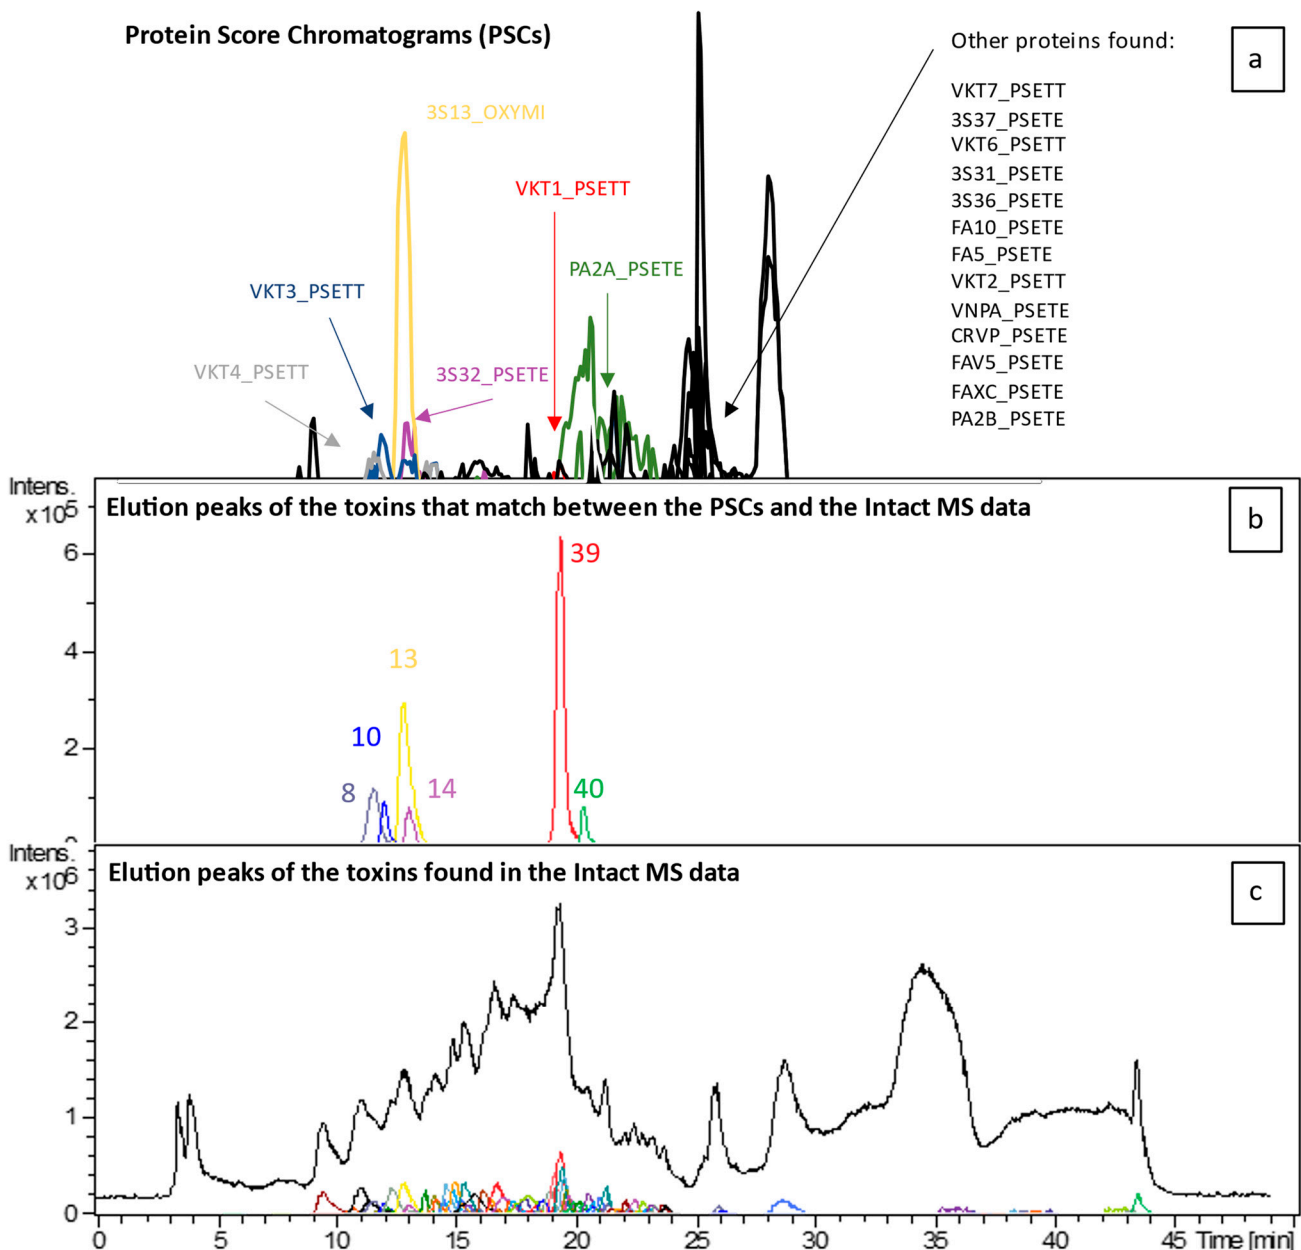 Protein Score Chromatograms (PSCs)
Other proteins found:
a
VKT7_PSETT
3S37_PSETE
VKT6_PSETT
3S31_PSETE
3S36_PSETE
FA10_PSETE
FA5_PSETE
VKT2_PSETT
VNPA_PSETE
CRVP_PSETE
FAV5_PSETE
FAXC_PSETE
PA2B_PSETE
3S13_OXYMI
VKT1_PSETT
PA2A_PSETE
VKT3_PSETT
VKT4_PSETT
3S32_PSETE
Intens.
x105
Elution peaks of the toxins that match between the PSCs and the Intact MS data
b
6
4
2
0
39
13
10
8
14
40
Intens.
x106
Elution peaks of the toxins found in the Intact MS data
c
3
2
1
0
0 5 10 15 20 25 30 35 40 45 Time [min]